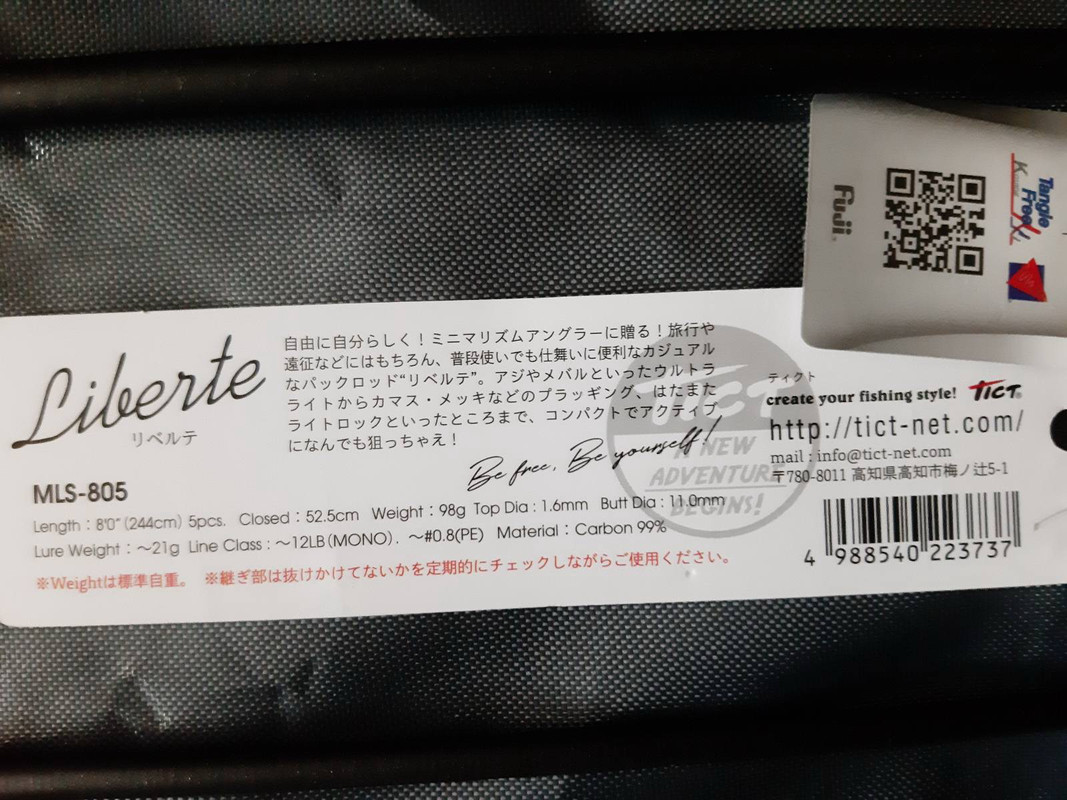 Fuji
Tangle
Free
Liberte
リベルテ
自由に自分らしく！ミニマリズムアングラーに贈る！旅行や
遠征などにはもちろん、普段使いでも仕舞いに便利なカジュアル
なパックロッド“リベルテ”。アジやメバルといったウルトラ
ライトからカマス・メッキなどのプラッギング、はたまた
ライトロックといったところまで、コンパクトでアクティブ
になんでも狙っちゃえ！
Be free, Be yourself!
TICT
A NEW
ADVENTURE
BEGINS!
ティクト
create your fishing style! TICT®
http://tict-net.com/
mail : info@tict-net.com
〒780-8011 高知県高知市梅ノ辻5-1
MLS-805
Length : 8'0" (244cm) 5pcs. Closed : 52.5cm Weight : 98g Top Dia : 1.6mm Butt Dia : 11.0mm
Lure Weight : ～21g Line Class : ～12LB(MONO). ～#0.8(PE) Material : Carbon 99%
※Weightは標準自重。 ※継ぎ部は抜けかけてないかを定期的にチェックしながらご使用ください。
4 988540 223737